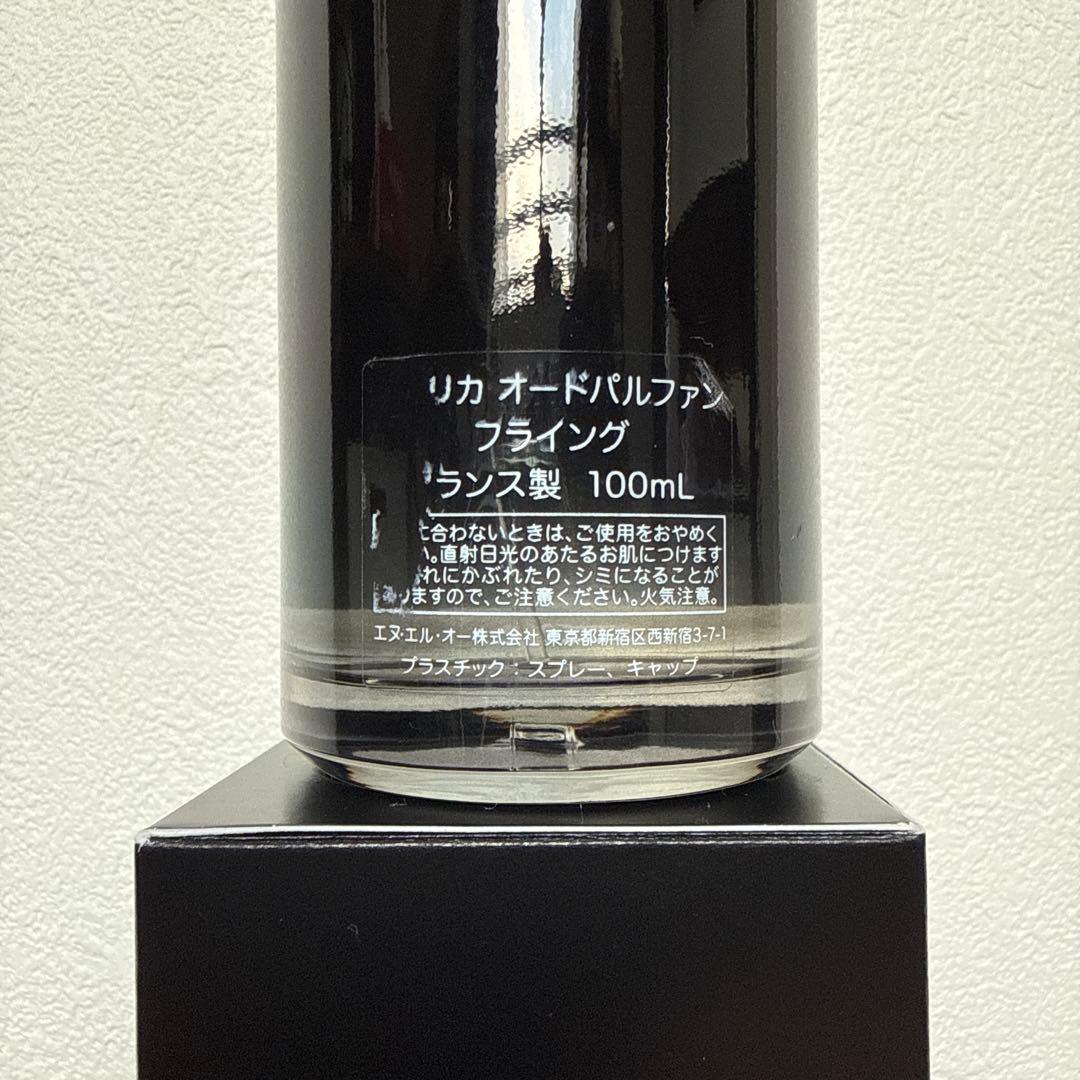 リカ オードパルファン
フライング
ランス製 100mL
に合わないときは、ご使用をおやめく
い。直射日光のあたるお肌につけます
れにかぶれたり、シミになることが
りますので、ご注意ください。火気注意。
エヌ・エル・オー株式会社 東京都新宿区西新宿3-7-1
プラスチック：スプレー、キャップ